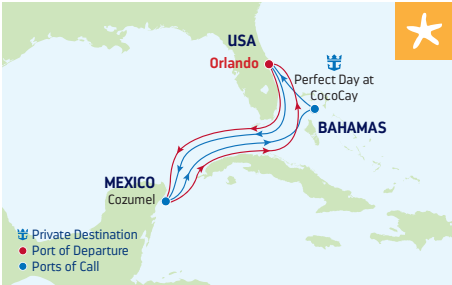 USA
Orlando
Perfect Day at
CocoCay
BAHAMAS
MEXICO
Cozumel
Private Destination
Port of Departure
Ports of Call